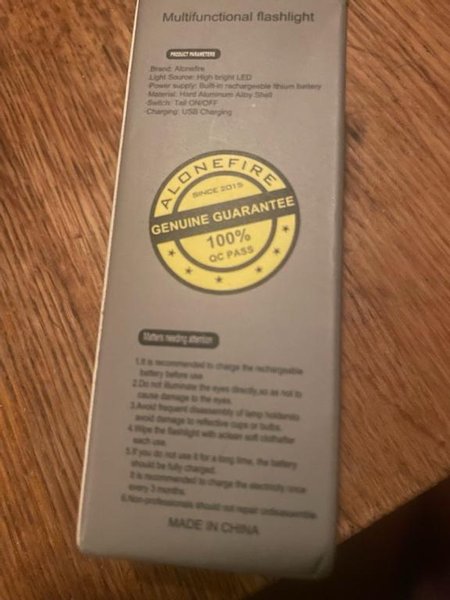 Multifunctional flashlight
PRODUCT PARAMETERS
·Brand: Alonefire
·Light Source: High bright LED
·Power supply: Built-in rechargeable lithium battery
·Material: Hard Aluminum Alloy Shell
·Switch: Tail ON/OFF
·Charging: USB Charging
ALONEFIRE
SINCE 2015
GENUINE GUARANTEE
100%
QC PASS
Matters needing attention
1.It is recommended to charge the rechargeable
battery before use.
2.Do not illuminate the eyes directly,so as not to
cause damage to the eyes.
3.Avoid frequent disassembly of lamp holders to
avoid damage to reflective cups or bulbs.
4.Wipe the flashlight with a clean soft cloth after
each use.
5.If you do not use it for a long time, the battery
should be fully charged.
It is recommended to charge the electricity once
every 3 months.
6.Non-professionals should not repair or disassemble.
MADE IN CHINA